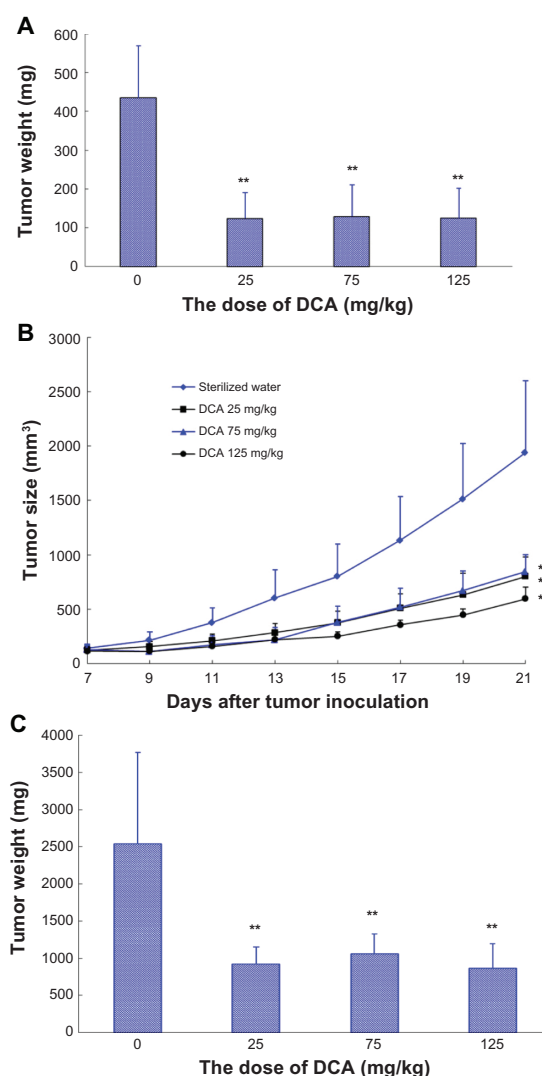 A
Tumor weight (mg)
600
500
400
300
200
100
0
**
**
**
0 25 75 125
The dose of DCA (mg/kg)
B
Tumor size (mm³)
3000
2500
2000
1500
1000
500
0
Sterilized water
DCA 25 mg/kg
DCA 75 mg/kg
DCA 125 mg/kg
*
*
*
7 9 11 13 15 17 19 21
Days after tumor inoculation
C
Tumor weight (mg)
4000
3500
3000
2500
2000
1500
1000
500
0
**
**
**
0 25 75 125
The dose of DCA (mg/kg)